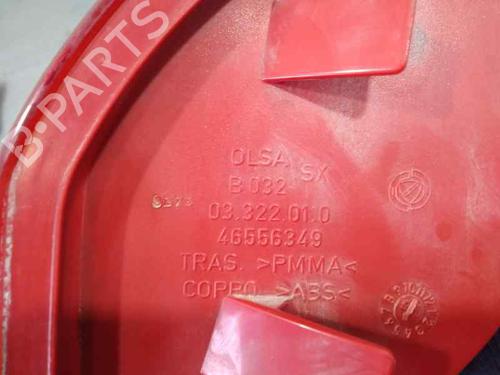 B-PARTS
OLSA SX
B 032
03.322.01.0
46556349
TRAS. >PMMA<
COPPO >ABS<